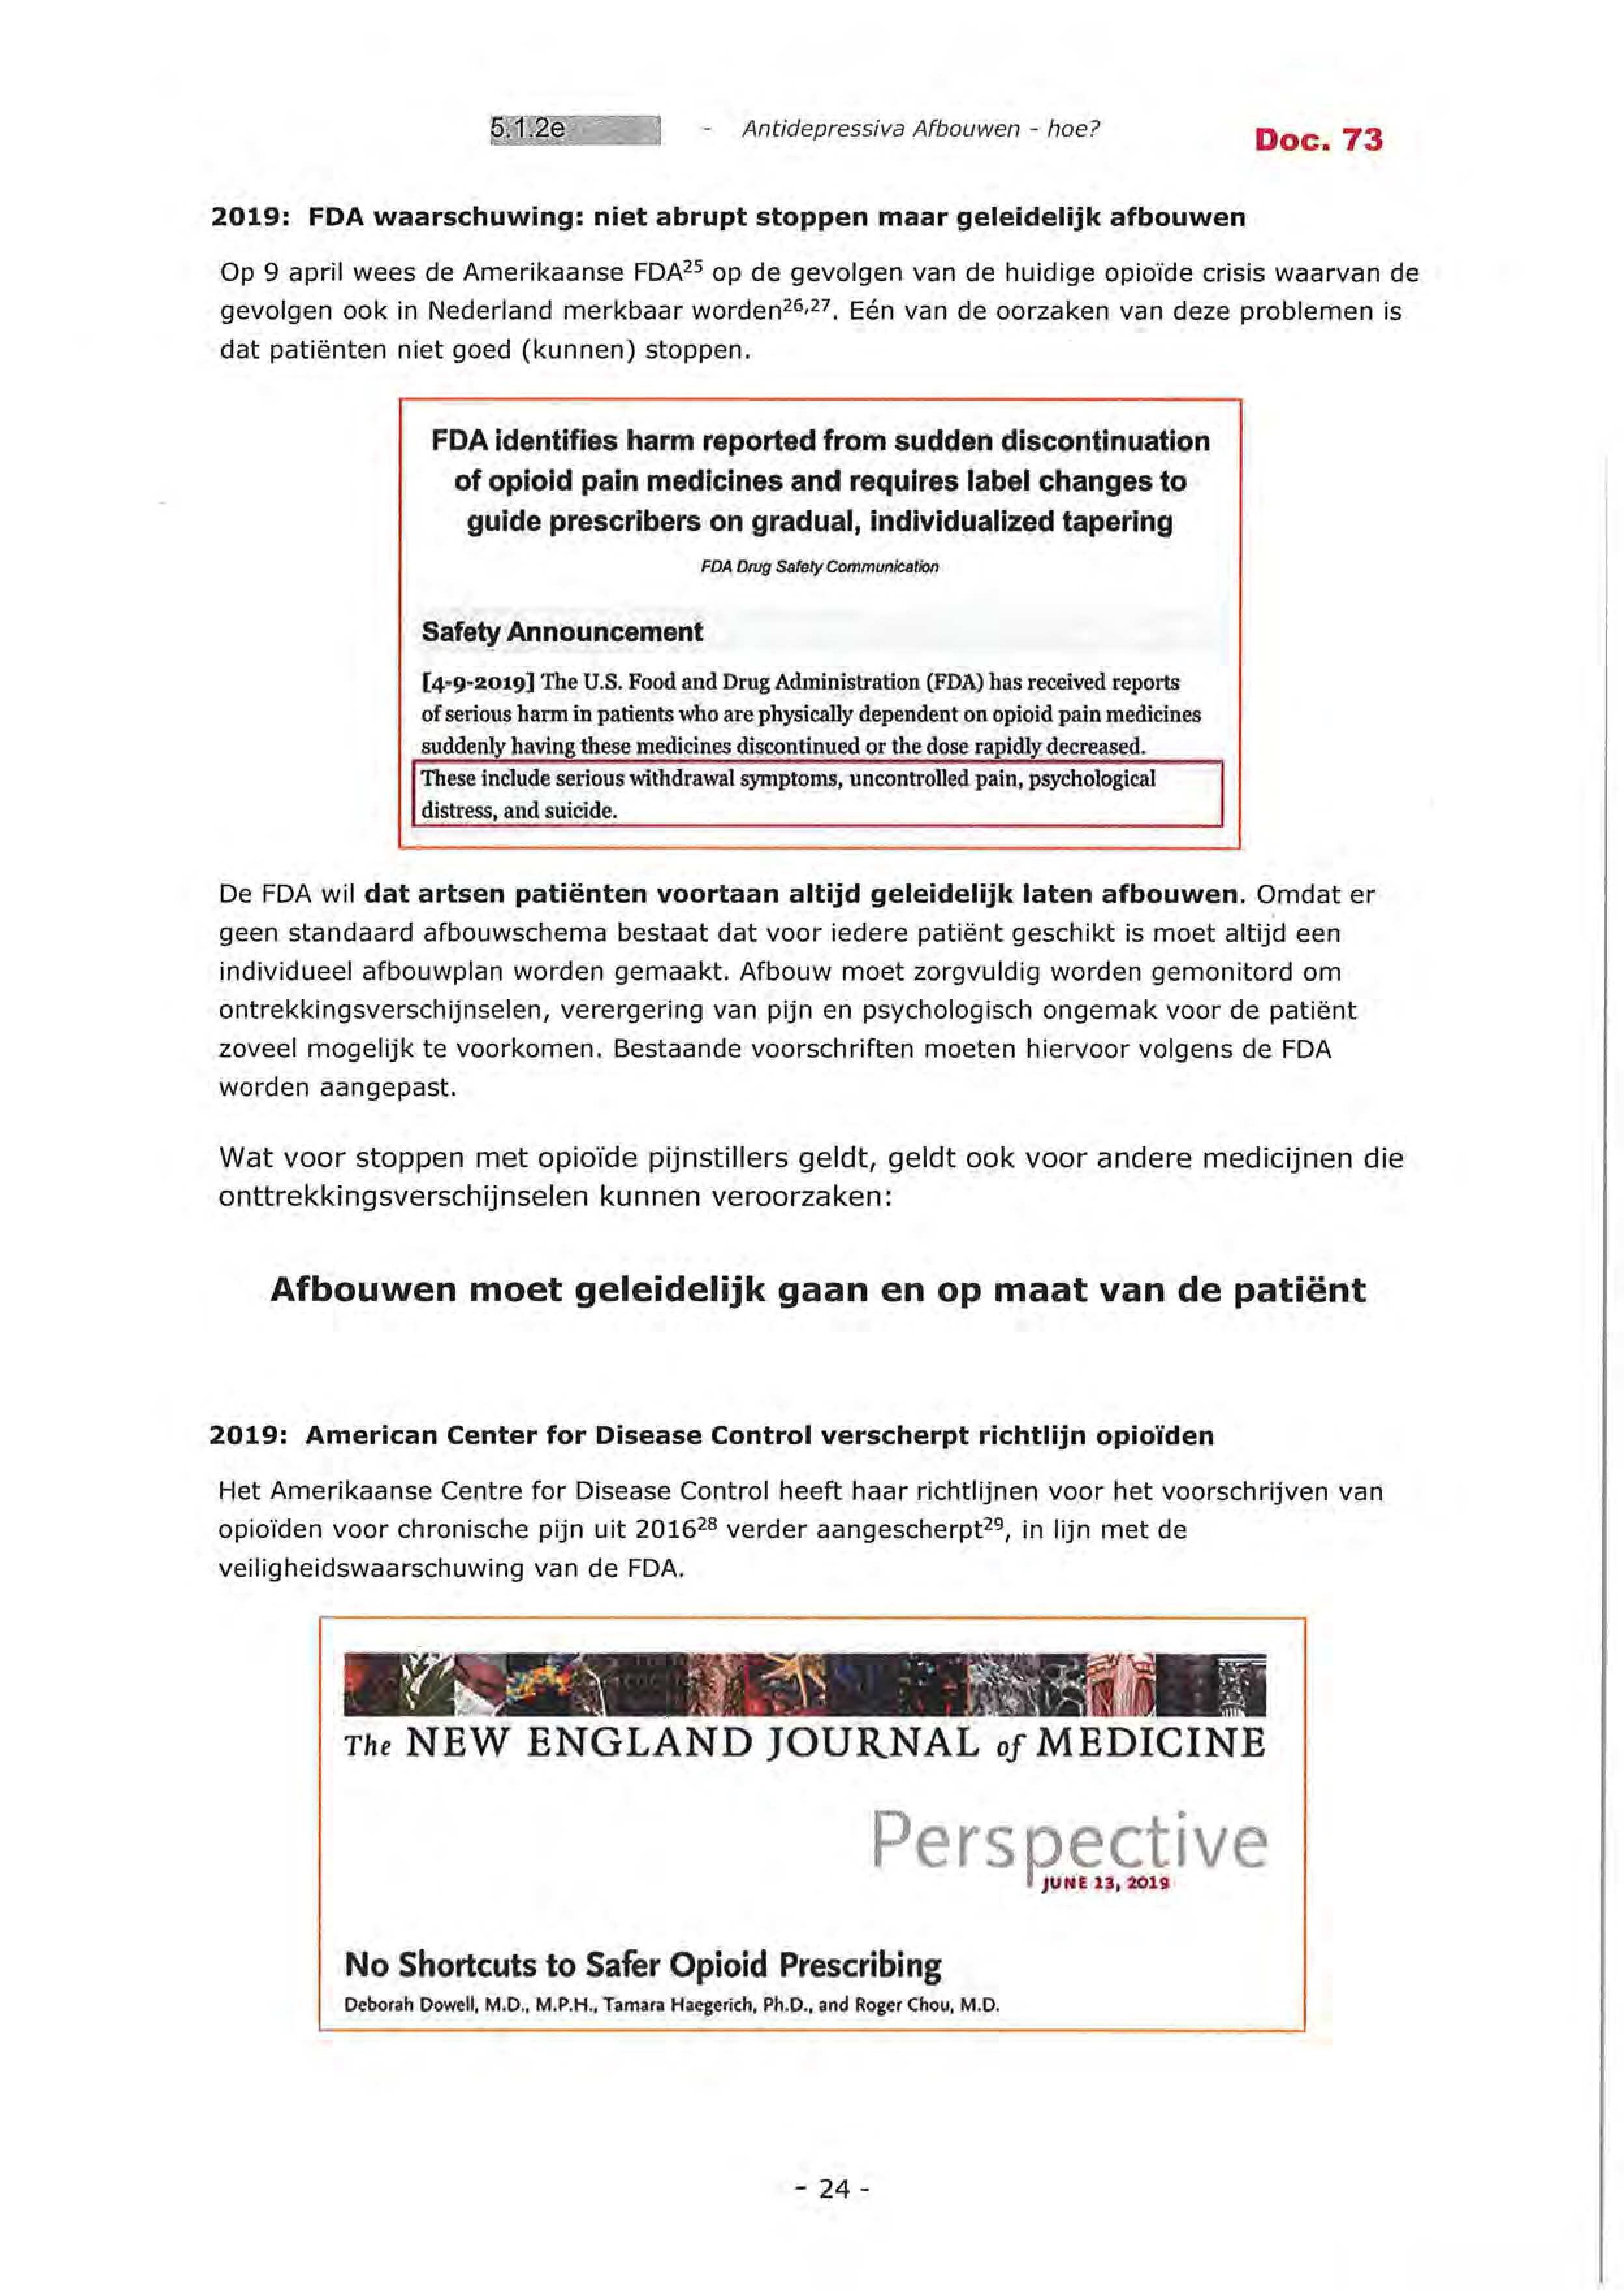 5.1.2e - Antidepressiva Afbouwen - hoe?
Doc. 73
2019: FDA waarschuwing: niet abrupt stoppen maar geleidelijk afbouwen
Op 9 april wees de Amerikaanse FDA25 op de gevolgen van de huidige opioïde crisis waarvan de
gevolgen ook in Nederland merkbaar worden26,27. Eén van de oorzaken van deze problemen is
dat patiënten niet goed (kunnen) stoppen.
FDA identifies harm reported from sudden discontinuation
of opioid pain medicines and requires label changes to
guide prescribers on gradual, individualized tapering
FDA Drug Safety Communication
Safety Announcement
[4-9-2019] The U.S. Food and Drug Administration (FDA) has received reports
of serious harm in patients who are physically dependent on opioid pain medicines
suddenly having these medicines discontinued or the dose rapidly decreased.
These include serious withdrawal symptoms, uncontrolled pain, psychological
distress, and suicide.
De FDA wil dat artsen patiënten voortaan altijd geleidelijk laten afbouwen. Omdat er
geen standaard afbouwschema bestaat dat voor iedere patiënt geschikt is moet altijd een
individueel afbouwplan worden gemaakt. Afbouw moet zorgvuldig worden gemonitord om
ontrekkingsverschijnselen, verergering van pijn en psychologisch ongemak voor de patiënt
zoveel mogelijk te voorkomen. Bestaande voorschriften moeten hiervoor volgens de FDA
worden aangepast.
Wat voor stoppen met opioïde pijnstillers geldt, geldt ook voor andere medicijnen die
onttrekkingsverschijnselen kunnen veroorzaken:
Afbouwen moet geleidelijk gaan en op maat van de patiënt
2019: American Center for Disease Control verscherpt richtlijn opioïden
Het Amerikaanse Centre for Disease Control heeft haar richtlijnen voor het voorschrijven van
opioïden voor chronische pijn uit 201628 verder aangescherpt29, in lijn met de
veiligheidswaarschuwing van de FDA.
The NEW ENGLAND JOURNAL of MEDICINE
Perspective
JUNE 13, 2019
No Shortcuts to Safer Opioid Prescribing
Deborah Dowell, M.D., M.P.H., Tamara Haegerich, Ph.D., and Roger Chou, M.D.
- 24 -